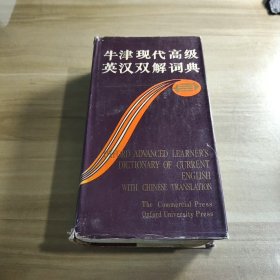 牛津现代高级
英汉双解词典
ADVANCED LEARNER'S
DICTIONARY OF CURRENT
ENGLISH
WITH CHINESE TRANSLATION
The Commercial Press
Oxford University Press